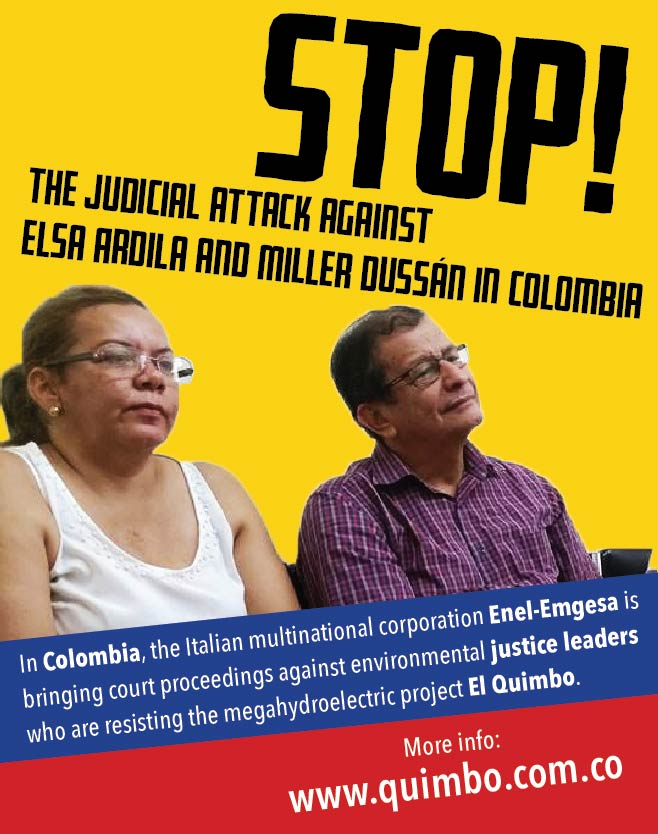 STOP!
THE JUDICIAL ATTACK AGAINST
ELSA ARDILA AND MILLER DUSSÁN IN COLOMBIA
In Colombia, the Italian multinational corporation Enel-Emgesa is
bringing court proceedings against environmental justice leaders
who are resisting the megahydroelectric project El Quimbo.
More info:
www.quimbo.com.co